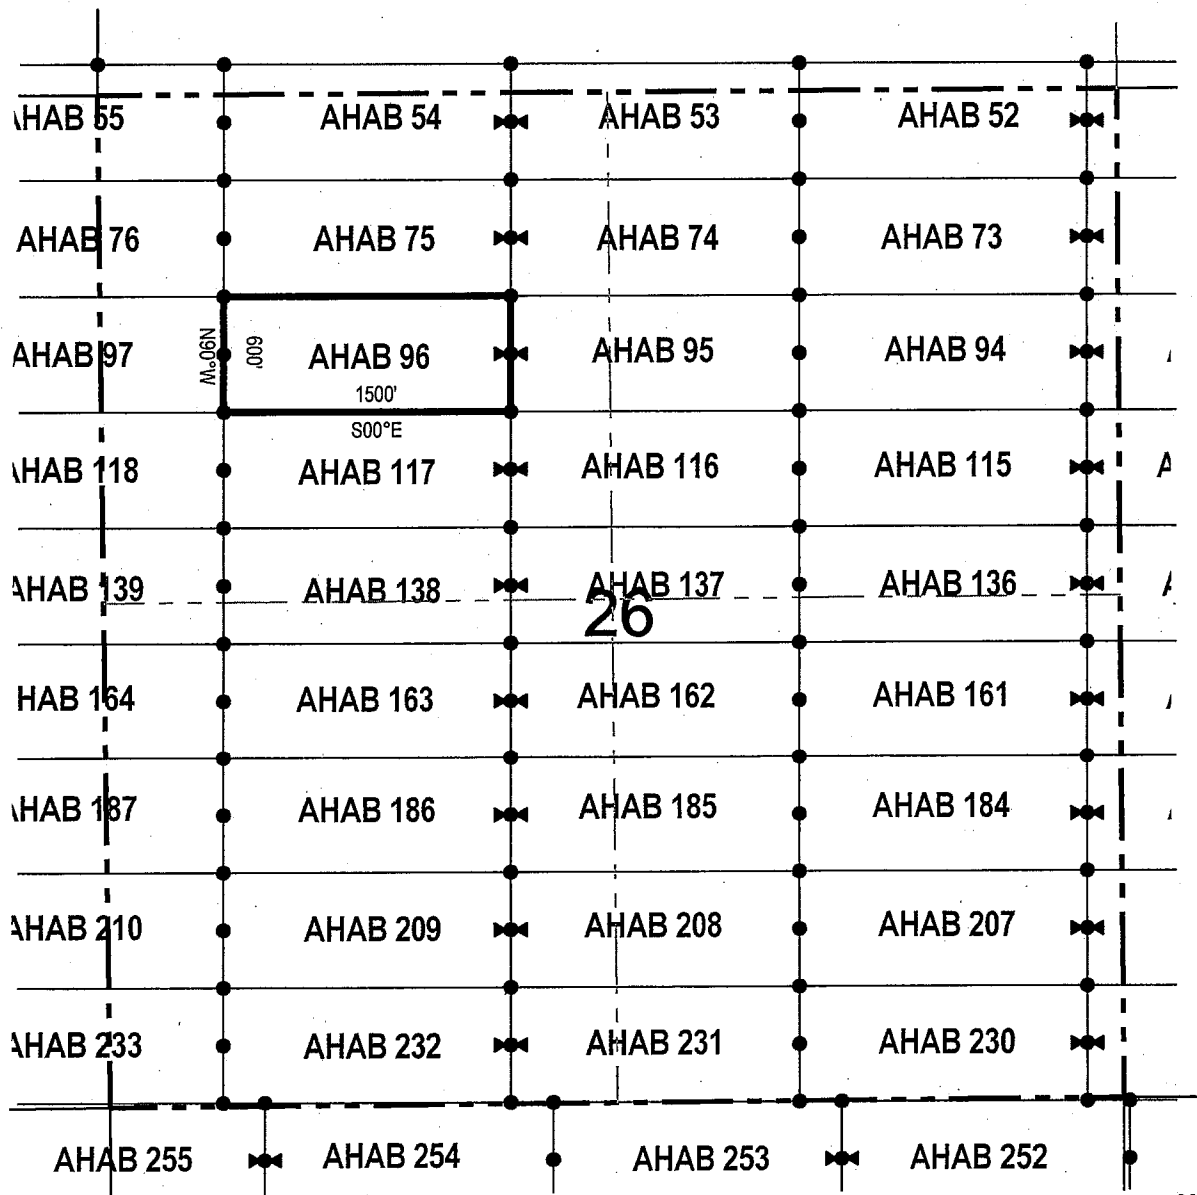 AHAB 55 AHAB 54 AHAB 53 AHAB 52
AHAB 76 AHAB 75 AHAB 74 AHAB 73
AHAB 97 N90°W 600' AHAB 96 AHAB 95 AHAB 94
1500'
S00°E
AHAB 118 AHAB 117 AHAB 116 AHAB 115 A
AHAB 139 AHAB 138 AHAB 137 AHAB 136
26
HAB 164 AHAB 163 AHAB 162 AHAB 161
AHAB 187 AHAB 186 AHAB 185 AHAB 184
AHAB 210 AHAB 209 AHAB 208 AHAB 207
AHAB 233 AHAB 232 AHAB 231 AHAB 230
AHAB 255 AHAB 254 AHAB 253 AHAB 252